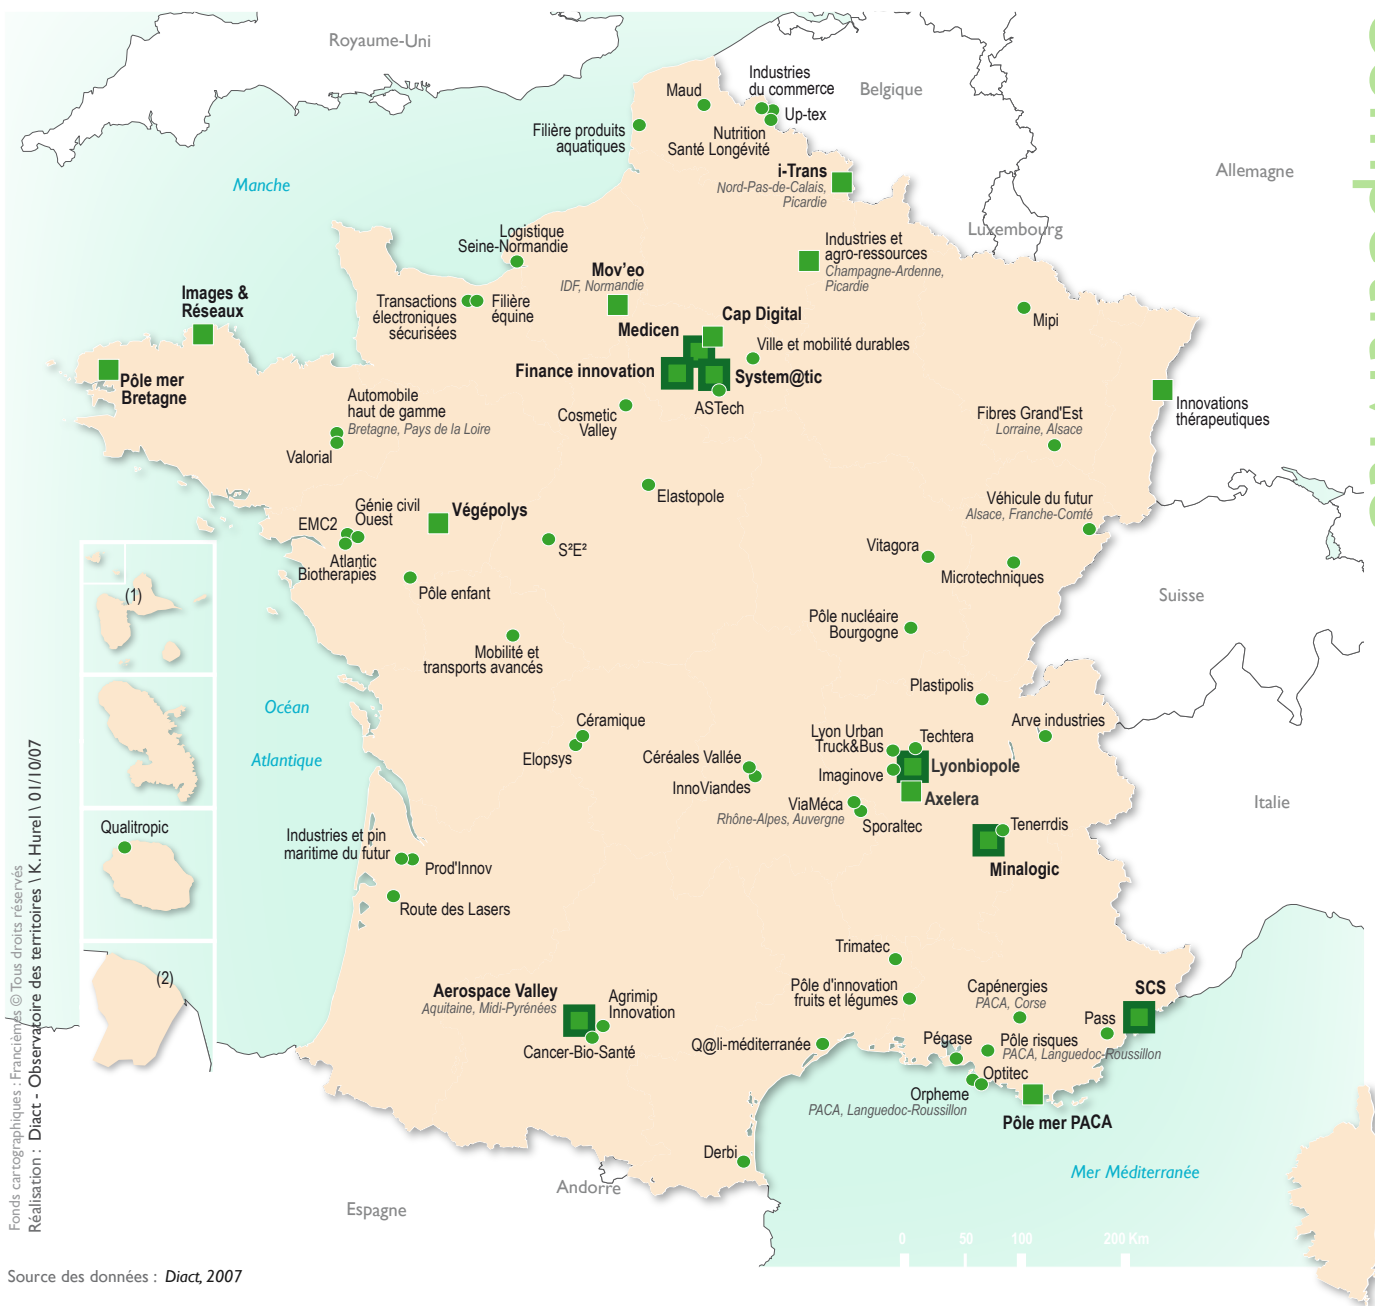 Royaume-Uni
Belgique
Allemagne
Luxembourg
Suisse
Italie
Espagne
Andorre
Manche
Océan
Atlantique
Mer Méditerranée
Maud
Industries
du commerce
Up-tex
Filière produits
aquatiques
Nutrition
Santé Longévité
i-Trans
Nord-Pas-de-Calais,
Picardie
Logistique
Seine-Normandie
Industries et
agro-ressources
Champagne-Ardenne,
Picardie
Mov'eo
IDF, Normandie
Images &
Réseaux
Transactions
électroniques
sécurisées
Filière
équine
Cap Digital
Medicen
Mipi
Ville et mobilité durables
Finance innovation
System@tic
Pôle mer
Bretagne
ASTech
Automobile
haut de gamme
Bretagne, Pays de la Loire
Valorial
Cosmetic
Valley
Innovations
thérapeutiques
Fibres Grand'Est
Lorraine, Alsace
Elastopole
Véhicule du futur
Alsace, Franche-Comté
Génie civil
Ouest
EMC2
Végépolys
Atlantic
Biotherapies
S²E²
Vitagora
Microtechniques
Pôle enfant
(1)
Pôle nucléaire
Bourgogne
Mobilité et
transports avancés
Plastipolis
Céramique
Elopsys
Lyon Urban
Truck&Bus
Techtera
Arve industries
Céréales Vallée
InnoViandes
Imaginove
Lyonbiopole
Axelera
ViaMéca
Rhône-Alpes, Auvergne
Sporaltec
Tenerrdis
Minalogic
Qualitropic
Industries et pin
maritime du futur
Prod'Innov
Route des Lasers
Trimatec
(2)
Aerospace Valley
Aquitaine, Midi-Pyrénées
Agrimip
Innovation
Cancer-Bio-Santé
Pôle d'innovation
fruits et légumes
Capénergies
PACA, Corse
SCS
Pass
Q@li-méditerranée
Pégase
Pôle risques
PACA, Languedoc-Roussillon
Optitec
Orpheme
PACA, Languedoc-Roussillon
Pôle mer PACA
Derbi
0 50 100 200 Km
Fonds cartographiques : Francièmes © Tous droits réservés
Réalisation : Diact - Observatoire des territoires \ K. Hurel \ 01/10/07
Source des données : Diact, 2007